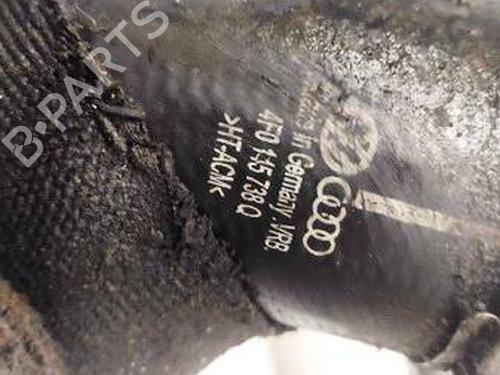 B-PARTS
Made in Germany. VRB.
4F0 145 738 Q
>HT-ACM<